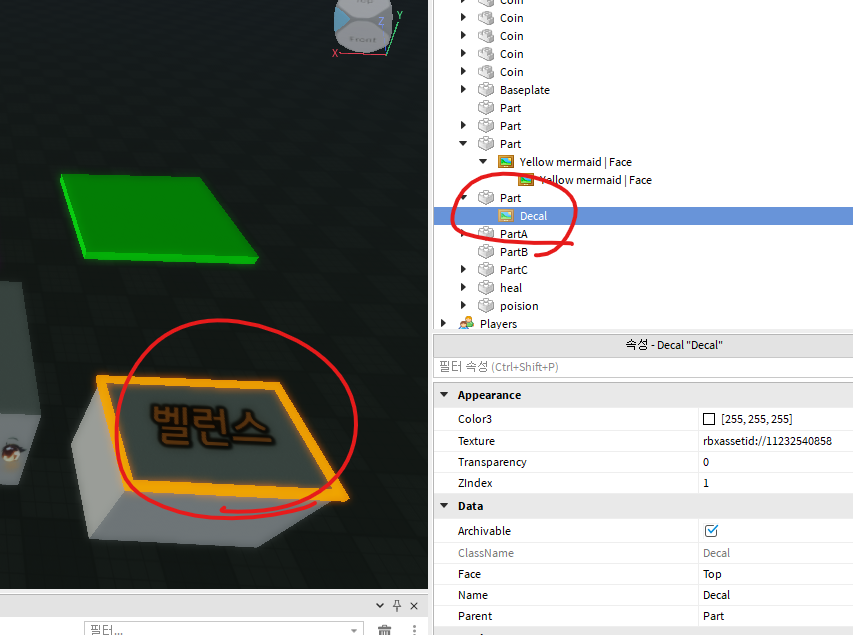 Coin
Coin
Coin
Coin
Coin
Baseplate
Part
Part
Part
Yellow mermaid | Face
Yellow mermaid | Face
Part
Decal
PartA
PartB
PartC
heal
poision
Players
Y
Z
X
벨런스
속성 - Decal "Decal"
필터 속성 (Ctrl+Shift+P)
Appearance
Color3 [255, 255, 255]
Texture rbxassetid://11232540858
Transparency 0
ZIndex 1
Data
Archivable
ClassName Decal
Face Top
Name Decal
Parent Part
필터...